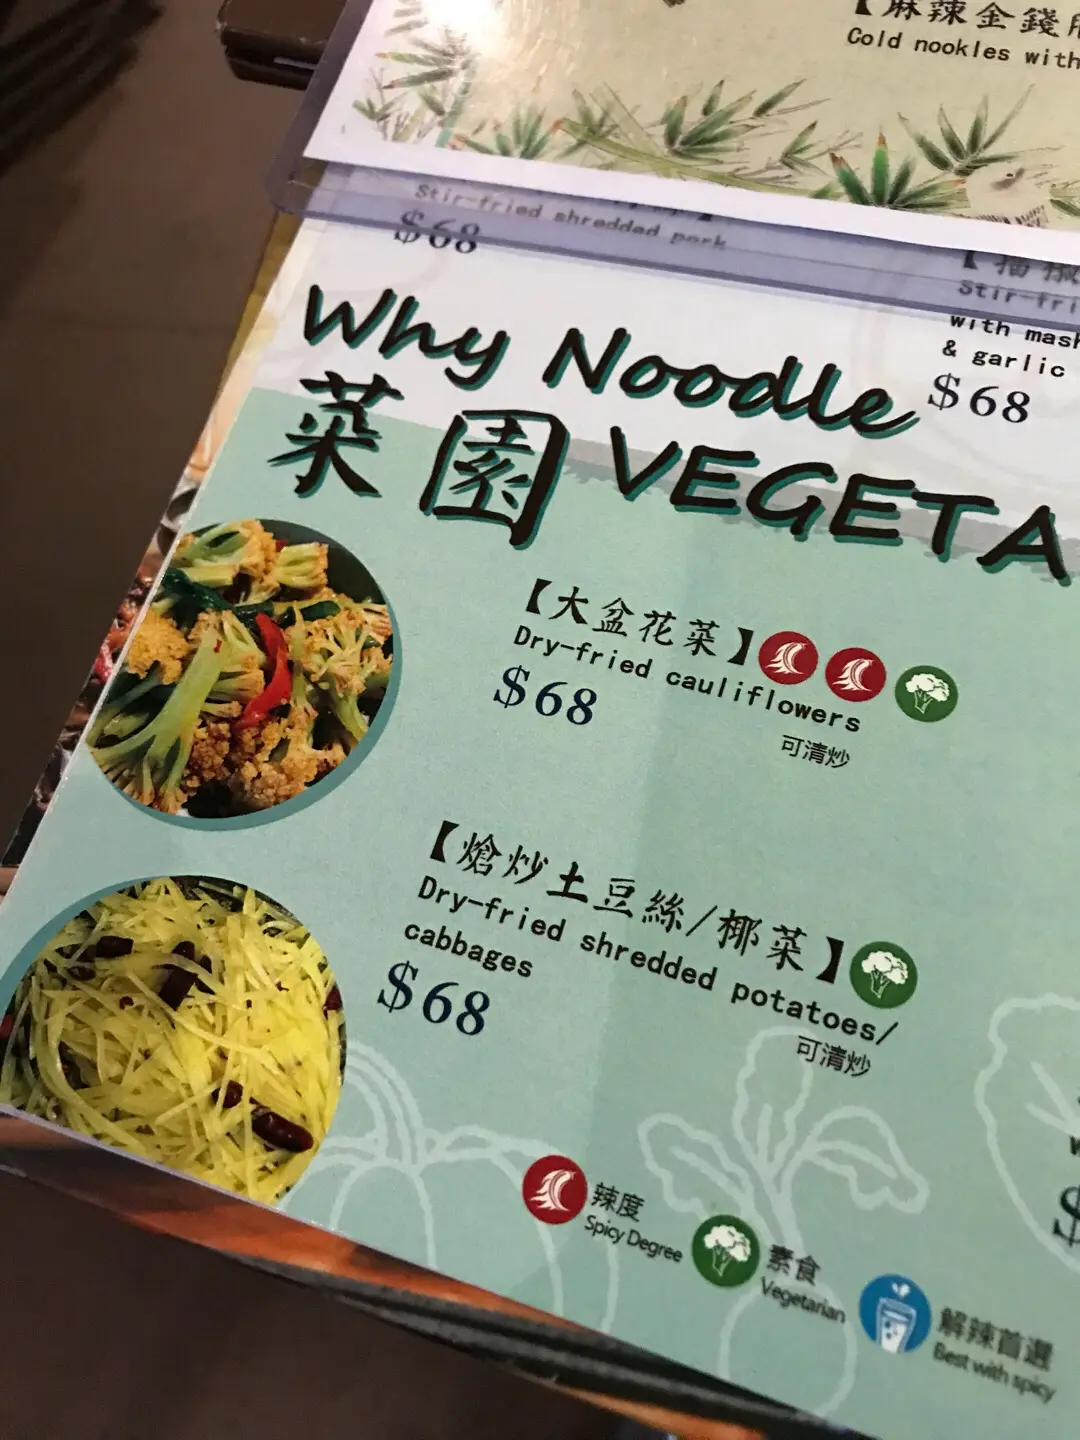 【麻辣金錢
Cold nookles with
Stir-fried shredded pork
$68
with mash
& garlic
$68
Why Noodle
菜園 VEGETA
【大盆花菜】
Dry-fried cauliflowers
$68
可清炒
【熗炒土豆絲/椰菜】
Dry-fried shredded potatoes/
cabbages
$68
可清炒
辣度
Spicy Degree
素食
Vegetarian
解辣首選
Best with spicy
$